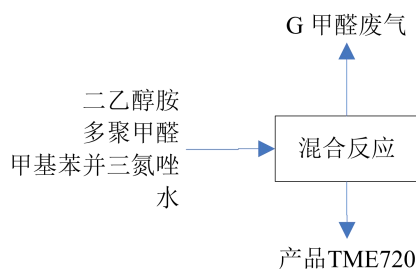 G 甲醛废气
二乙醇胺
多聚甲醛
甲基苯并三氮唑
水
混合反应
产品TME720